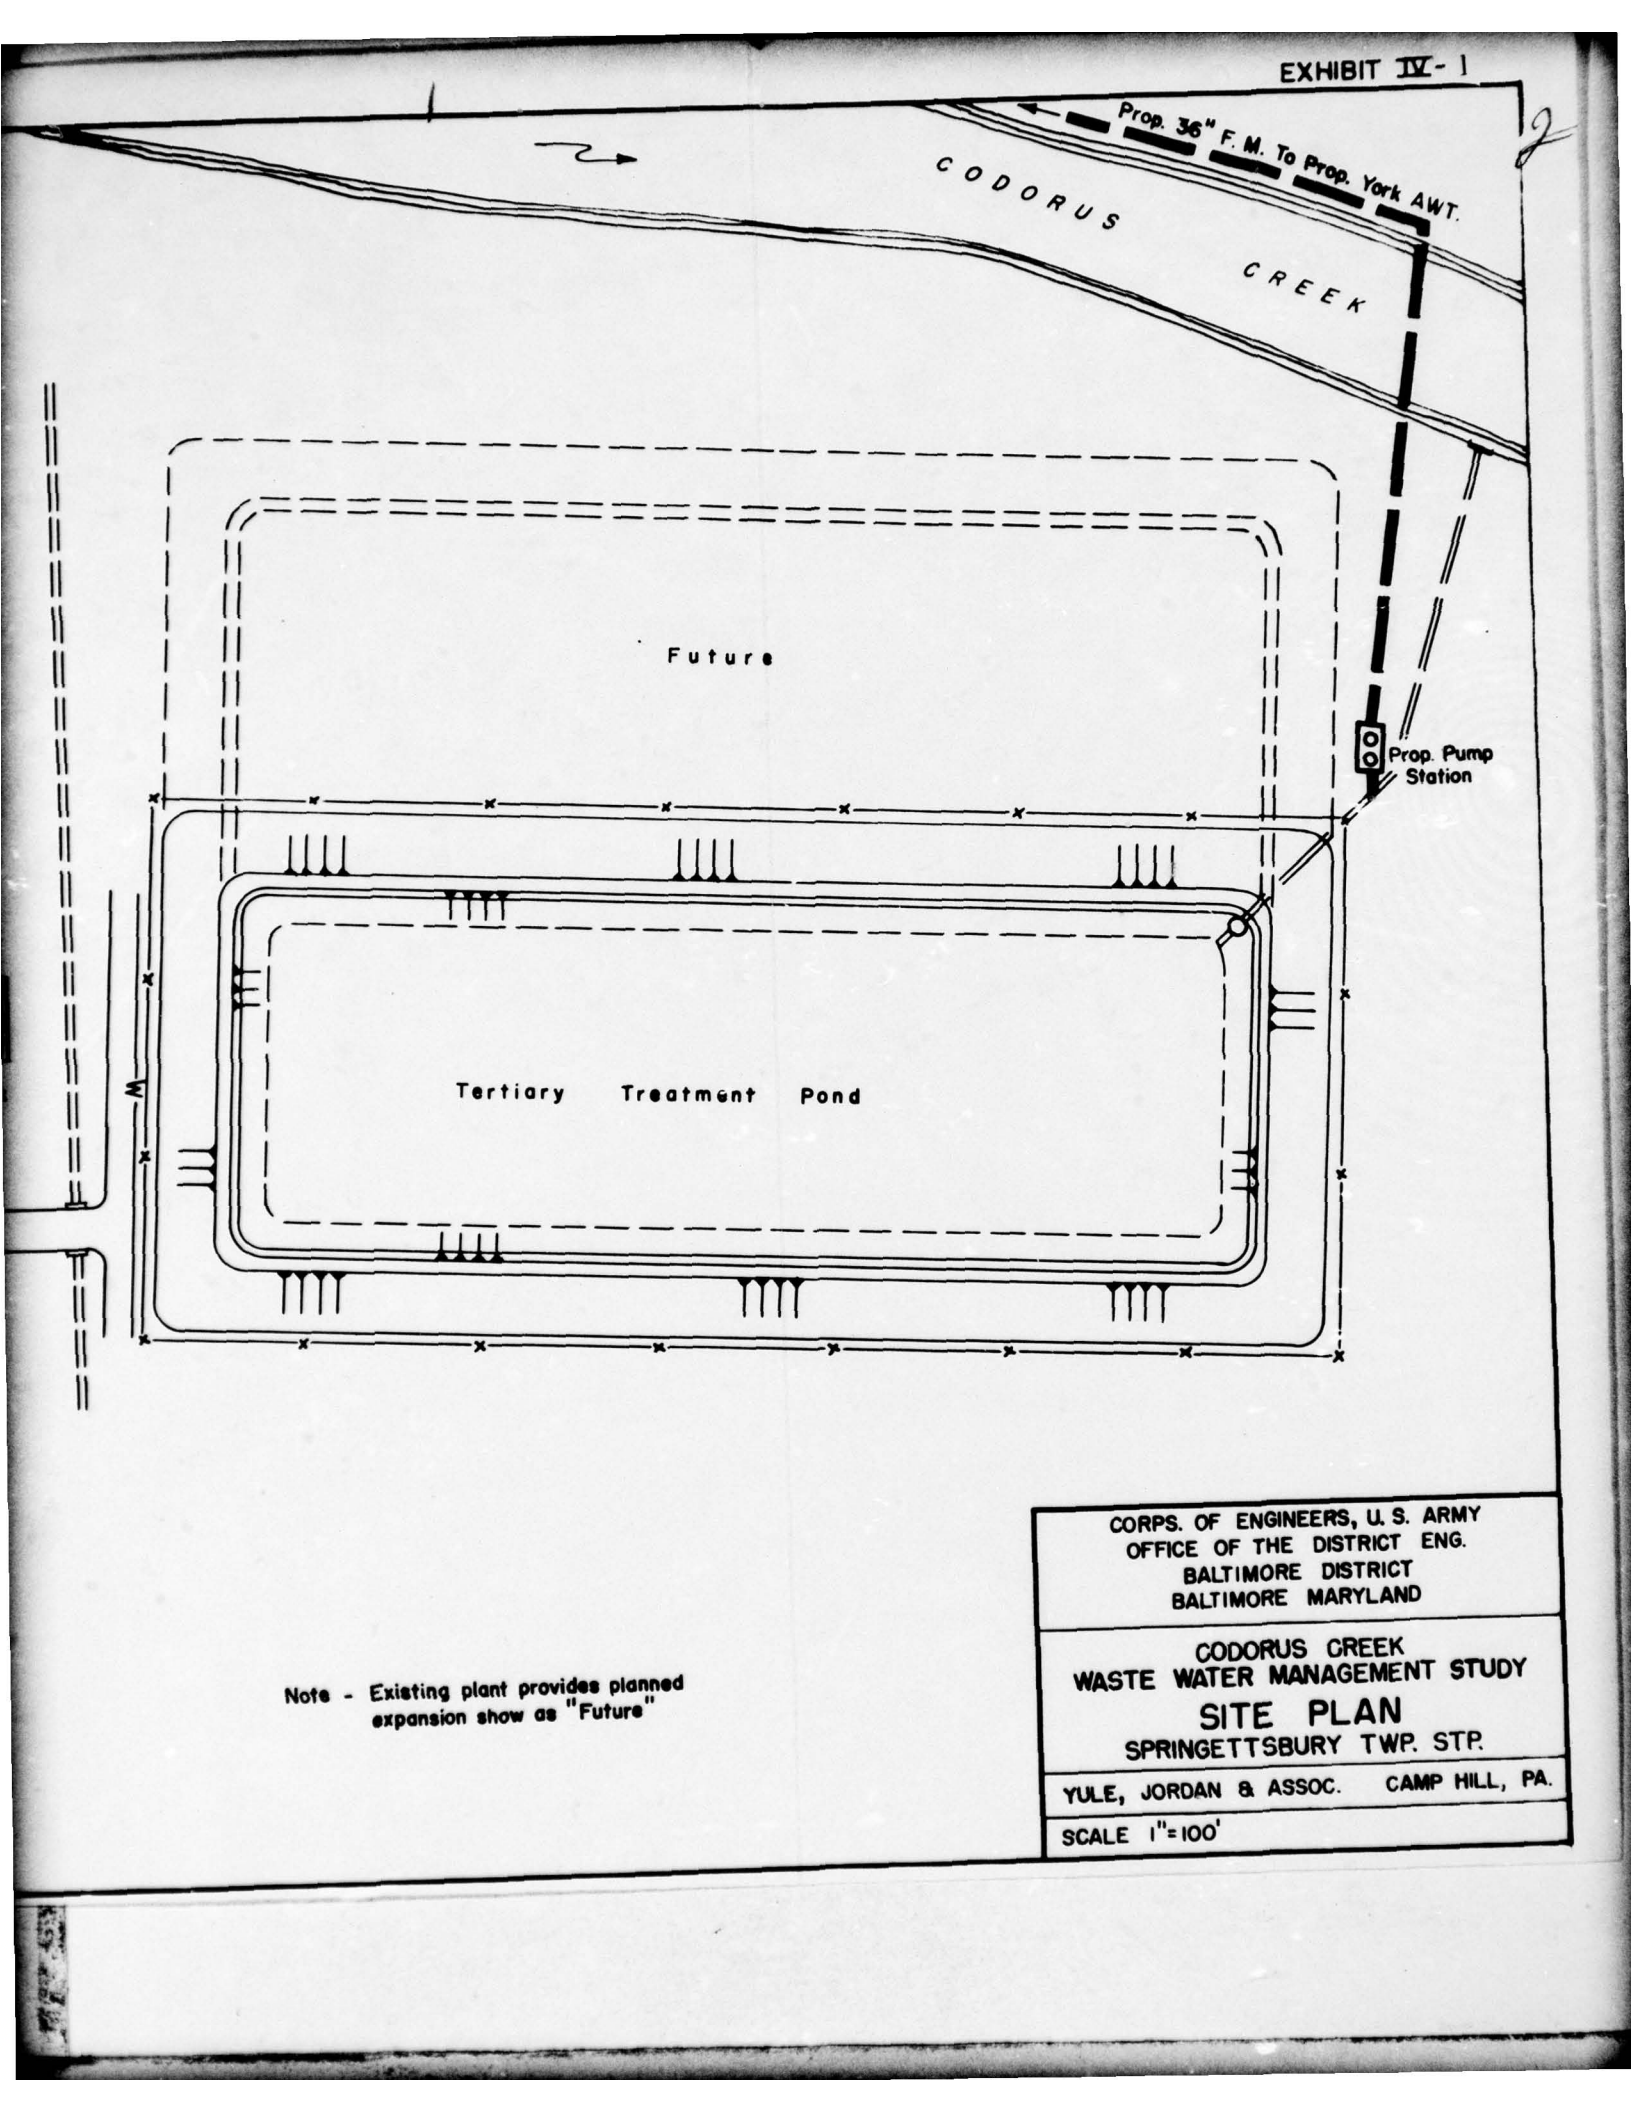 EXHIBIT IV-1
2
Prop. 36" F. M. To Prop. York AWT.
CODORUS
CREEK
Future
Prop. Pump
Station
W
Tertiary Treatment Pond
CORPS. OF ENGINEERS, U. S. ARMY
OFFICE OF THE DISTRICT ENG.
BALTIMORE DISTRICT
BALTIMORE MARYLAND
CODORUS CREEK
WASTE WATER MANAGEMENT STUDY
SITE PLAN
SPRINGETTSBURY TWP. STP.
YULE, JORDAN & ASSOC. CAMP HILL, PA.
SCALE 1"=100'
Note - Existing plant provides planned
expansion show as "Future"